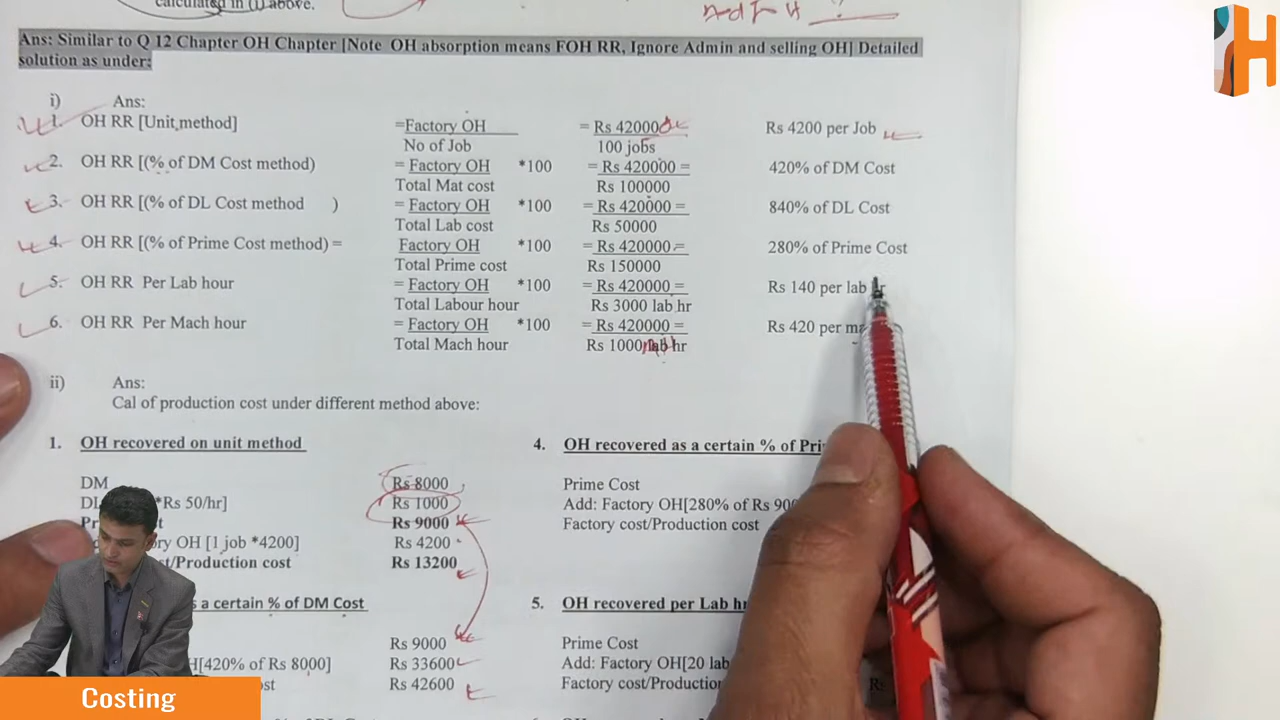 calculated in (1) above.
Ans: Similar to Q 12 Chapter OH Chapter [Note OH absorption means FOH RR, Ignore Admin and selling OH] Detailed
solution as under:
i) Ans:
1. OH RR [Unit method] =Factory OH = Rs 420000 Rs 4200 per Job
No of Job 100 jobs
2. OH RR [(% of DM Cost method) = Factory OH *100 = Rs 420000 = 420% of DM Cost
Total Mat cost Rs 100000
3. OH RR [(% of DL Cost method ) = Factory OH *100 = Rs 420000 = 840% of DL Cost
Total Lab cost Rs 50000
4. OH RR [(% of Prime Cost method) = Factory OH *100 = Rs 420000 = 280% of Prime Cost
Total Prime cost Rs 150000
5. OH RR Per Lab hour = Factory OH *100 = Rs 420000 = Rs 140 per lab hr
Total Labour hour Rs 3000 lab hr
6. OH RR Per Mach hour = Factory OH *100 = Rs 420000 = Rs 420 per
Total Mach hour Rs 1000 lab hr
ii) Ans:
Cal of production cost under different method above:
1. OH recovered on unit method
DM Rs 8000
*Rs 50/hr] Rs 1000
Rs 9000
OH [1 job *4200] Rs 4200
/Production cost Rs 13200
s a certain % of DM Cost
Rs 9000
[420% of Rs 8000] Rs 33600
Rs 42600
4. OH recovered as a certain % of
Prime Cost
Add: Factory OH[280% of Rs
Factory cost/Production cost
5. OH recovered per Lab
Prime Cost
Add: Factory OH[20 lab
Factory cost/Production
H
Costing